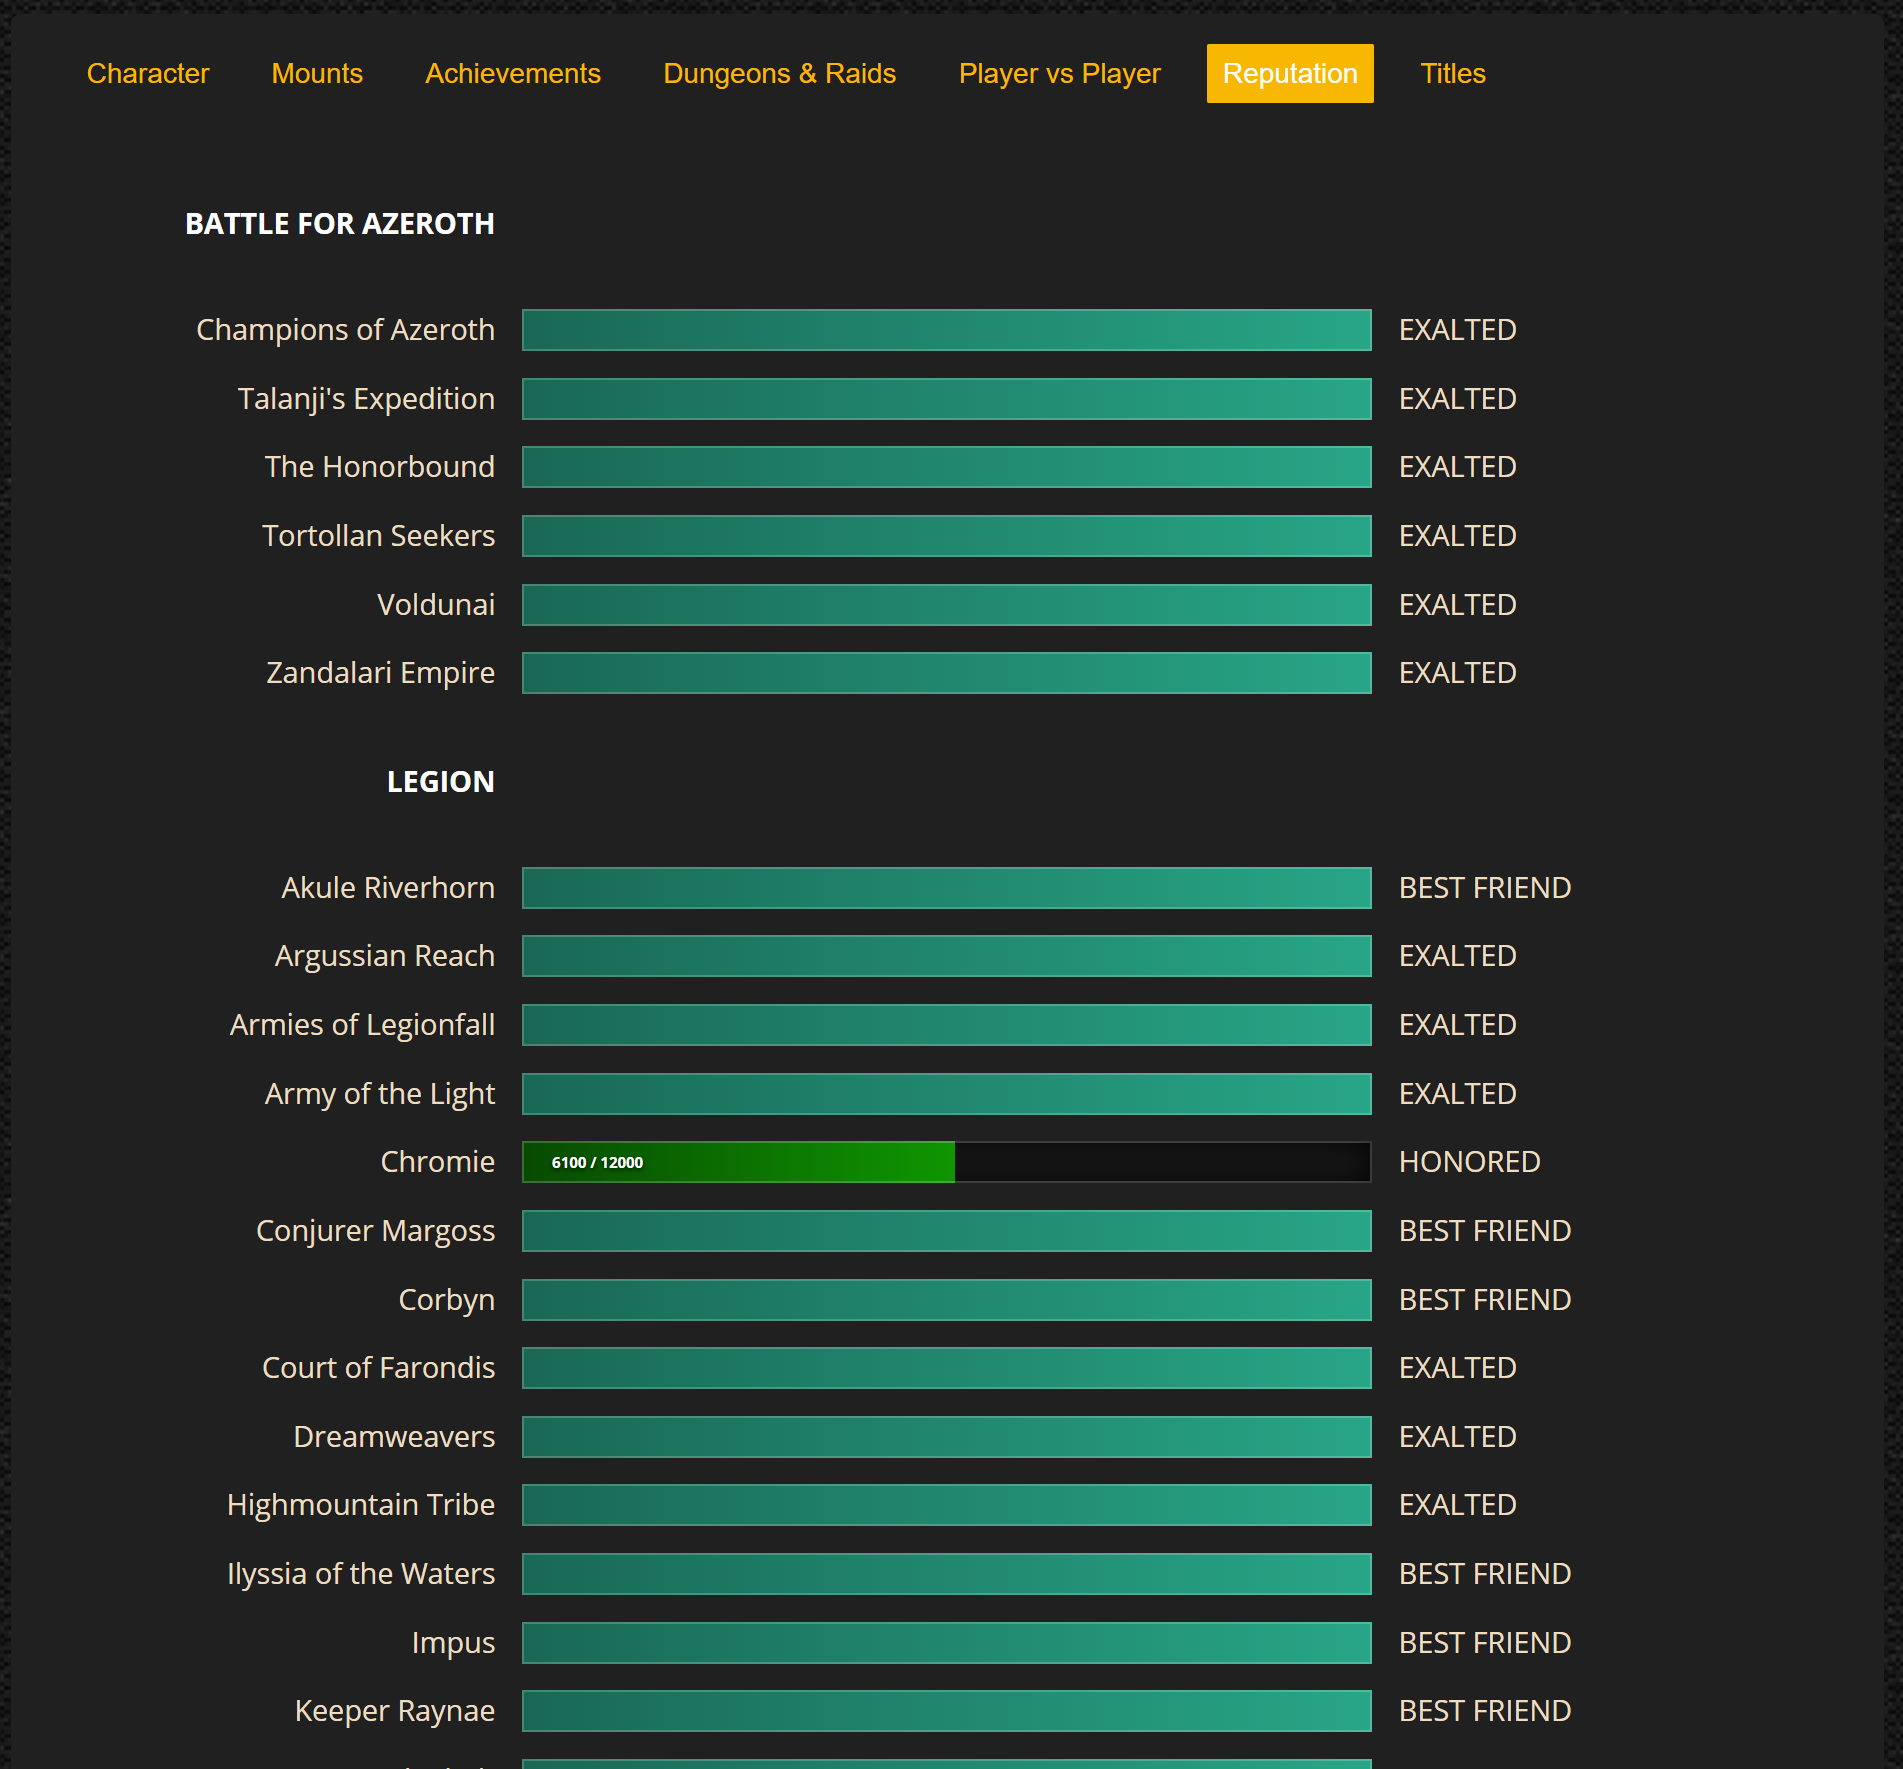 Character Mounts Achievements Dungeons & Raids Player vs Player Reputation Titles
BATTLE FOR AZEROTH
Champions of Azeroth EXALTED
Talanji's Expedition EXALTED
The Honorbound EXALTED
Tortollan Seekers EXALTED
Voldunai EXALTED
Zandalari Empire EXALTED
LEGION
Akule Riverhorn BEST FRIEND
Argussian Reach EXALTED
Armies of Legionfall EXALTED
Army of the Light EXALTED
Chromie 6100 / 12000 HONORED
Conjurer Margoss BEST FRIEND
Corbyn BEST FRIEND
Court of Farondis EXALTED
Dreamweavers EXALTED
Highmountain Tribe EXALTED
Ilyssia of the Waters BEST FRIEND
Impus BEST FRIEND
Keeper Raynae BEST FRIEND